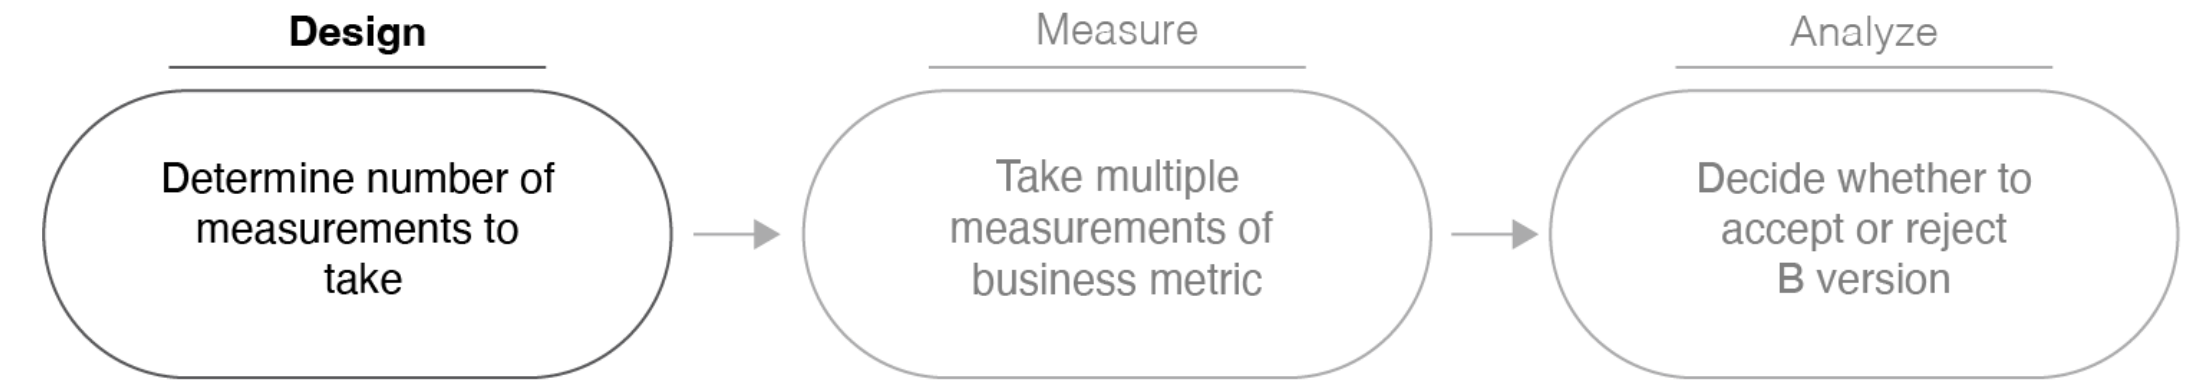 Design
Determine number of
measurements to
take
Measure
Take multiple
measurements of
business metric
Analyze
Decide whether to
accept or reject
B version